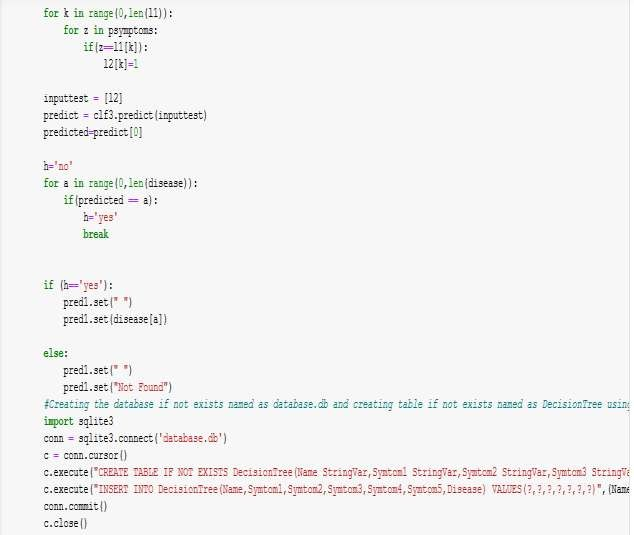 for k in range(0,len(l1)):
for z in psymptoms:
if(z==l1[k]):
l2[k]=1
inputtest = [l2]
predict = clf3.predict(inputtest)
predicted=predict[0]
h='no'
for a in range(0,len(disease)):
if(predicted == a):
h='yes'
break
if (h=='yes'):
pred1.set(" ")
pred1.set(disease[a])
else:
pred1.set(" ")
pred1.set("Not Found")
#Creating the database if not exists named as database.db and creating table if not exists named as DecisionTree using
import sqlite3
conn = sqlite3.connect('database.db')
c = conn.cursor()
c.execute("CREATE TABLE IF NOT EXISTS DecisionTree(Name StringVar,Symtom1 StringVar,Symtom2 StringVar,Symtom3 StringVa
c.execute("INSERT INTO DecisionTree(Name,Symtom1,Symtom2,Symtom3,Symtom4,Symtom5,Disease) VALUES(?,?,?,?,?,?,?)",(Name
conn.commit()
c.close()